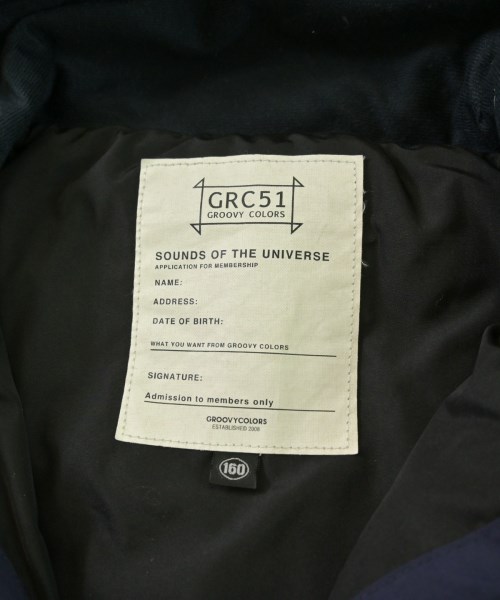 GRC51
GROOVY COLORS
SOUNDS OF THE UNIVERSE
APPLICATION FOR MEMBERSHIP
NAME:
ADDRESS:
DATE OF BIRTH:
WHAT YOU WANT FROM GROOVY COLORS
SIGNATURE:
Admission to members only
GROOVYCOLORS
ESTABLISHED 2006
160